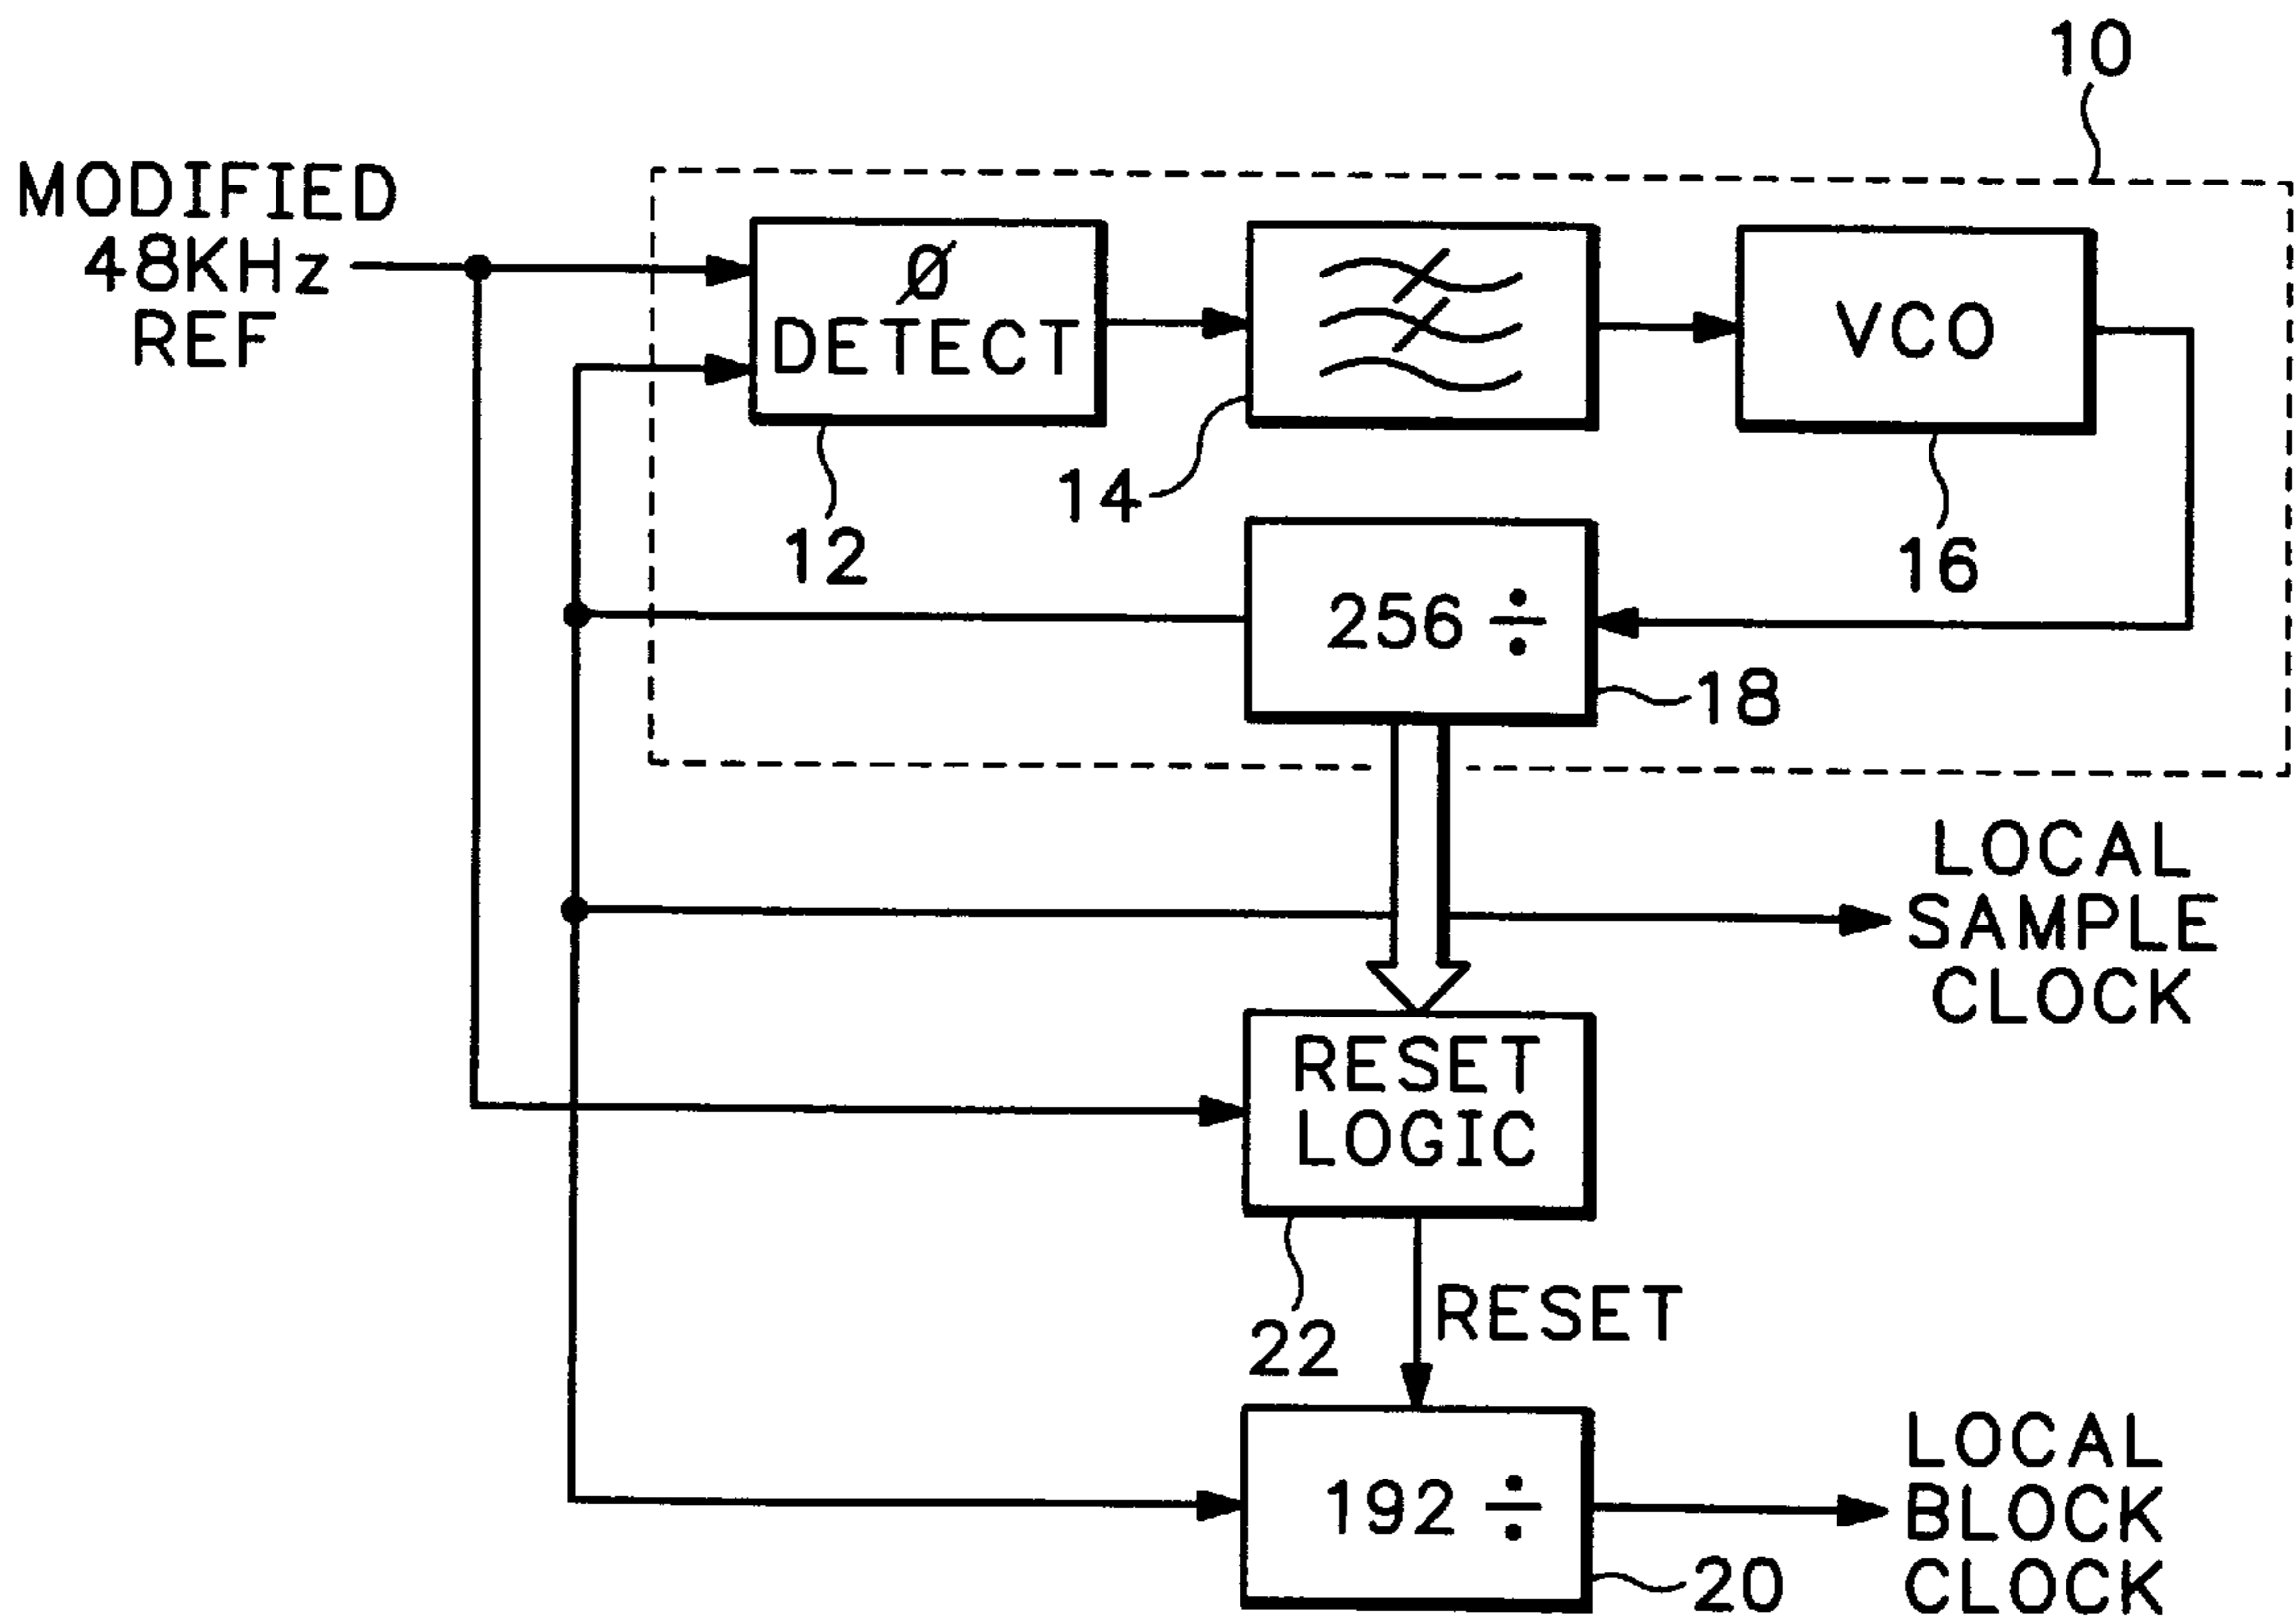 10
MODIFIED
48KHz
REF
Ø
DETECT
VCO
14
12
16
256 ÷
18
LOCAL
SAMPLE
CLOCK
RESET
LOGIC
22
RESET
192 ÷
LOCAL
BLOCK
CLOCK
20